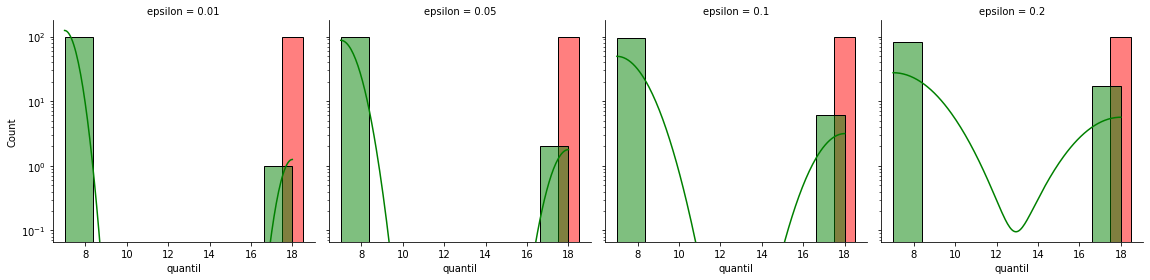 epsilon = 0.01 epsilon = 0.05 epsilon = 0.1 epsilon = 0.2
10²
10¹
10⁰
10⁻¹
Count
8 10 12 14 16 18 8 10 12 14 16 18 8 10 12 14 16 18 8 10 12 14 16 18
quantil quantil quantil quantil